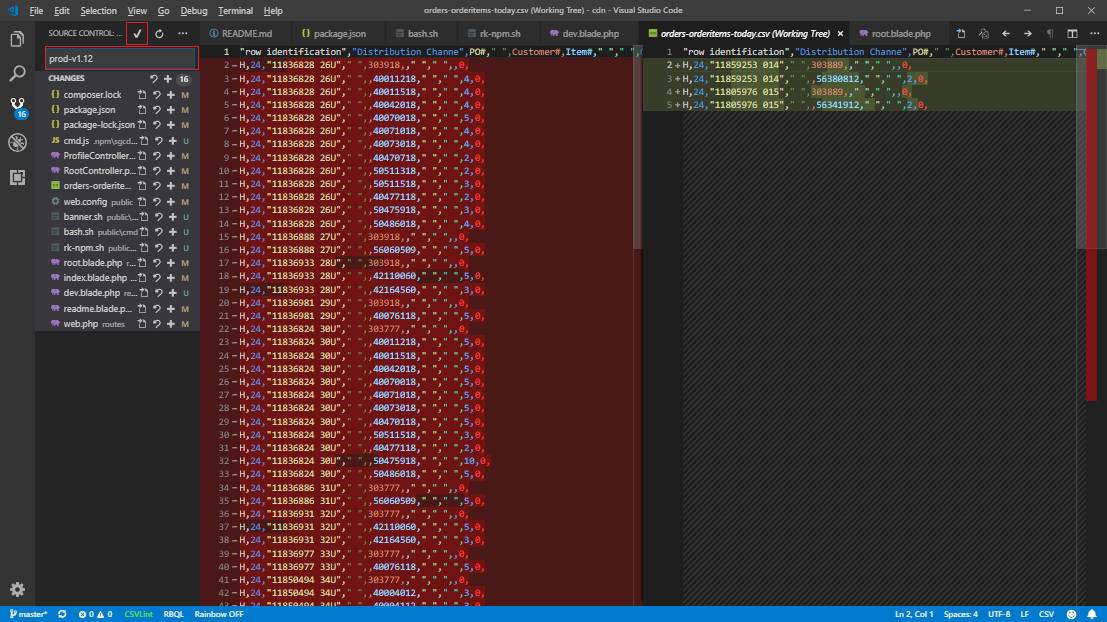 File Edit Selection View Go Debug Terminal Help
orders-orderitems-today.csv (Working Tree) - cdn - Visual Studio Code
SOURCE CONTROL: ...
README.md package.json bash.sh rk-npm.sh dev.blade.php orders-orderitems-today.csv (Working Tree) root.blade.php
prod-v1.12
CHANGES 16
composer.lock M
package.json M
package-lock.json M
JS cmd.js .npm\sgcd... U
ProfileController... M
RootController.p... M
orders-orderite... M
web.config public M
banner.sh public\... U
bash.sh public\cmd U
rk-npm.sh public... U
root.blade.php r... M
index.blade.php ... M
dev.blade.php re... U
readme.blade.p... M
web.php routes M
16
1 "row identification","Distribution Channe",PO#," ",Customer#,Item#," "," "
2 - H,24,"11836828 26U"," ",303918,," "," ",,0,
3 - H,24,"11836828 26U"," ",,40011218," "," ",4,0,
4 - H,24,"11836828 26U"," ",,40011518," "," ",4,0,
5 - H,24,"11836828 26U"," ",,40042018," "," ",4,0,
6 - H,24,"11836828 26U"," ",,40070018," "," ",5,0,
7 - H,24,"11836828 26U"," ",,40071018," "," ",4,0,
8 - H,24,"11836828 26U"," ",,40073018," "," ",4,0,
9 - H,24,"11836828 26U"," ",,40470718," "," ",2,0,
10 - H,24,"11836828 26U"," ",,50511318," "," ",2,0,
11 - H,24,"11836828 26U"," ",,50511518," "," ",3,0,
12 - H,24,"11836828 26U"," ",,40477118," "," ",2,0,
13 - H,24,"11836828 26U"," ",,50475918," "," ",3,0,
14 - H,24,"11836828 26U"," ",,50486018," "," ",4,0,
15 - H,24,"11836888 27U"," ",303918,," "," ",,0,
16 - H,24,"11836888 27U"," ",,56060509," "," ",5,0,
17 - H,24,"11836933 28U"," ",303918,," "," ",,0,
18 - H,24,"11836933 28U"," ",,42110060," "," ",5,0,
19 - H,24,"11836933 28U"," ",,42164560," "," ",3,0,
20 - H,24,"11836981 29U"," ",303918,," "," ",,0,
21 - H,24,"11836981 29U"," ",,40076118," "," ",5,0,
22 - H,24,"11836824 30U"," ",303777,," "," ",,0,
23 - H,24,"11836824 30U"," ",,40011218," "," ",5,0,
24 - H,24,"11836824 30U"," ",,40011518," "," ",5,0,
25 - H,24,"11836824 30U"," ",,40042018," "," ",5,0,
26 - H,24,"11836824 30U"," ",,40070018," "," ",5,0,
27 - H,24,"11836824 30U"," ",,40071018," "," ",5,0,
28 - H,24,"11836824 30U"," ",,40073018," "," ",5,0,
29 - H,24,"11836824 30U"," ",,40470118," "," ",5,0,
30 - H,24,"11836824 30U"," ",,50511518," "," ",3,0,
31 - H,24,"11836824 30U"," ",,40477118," "," ",2,0,
32 - H,24,"11836824 30U"," ",,50475918," "," ",10,0,
33 - H,24,"11836824 30U"," ",,50486018," "," ",5,0,
34 - H,24,"11836886 31U"," ",303777,," "," ",,0,
35 - H,24,"11836886 31U"," ",,56060509," "," ",5,0,
36 - H,24,"11836931 32U"," ",303777,," "," ",,0,
37 - H,24,"11836931 32U"," ",,42110060," "," ",5,0,
38 - H,24,"11836931 32U"," ",,42164560," "," ",3,0,
39 - H,24,"11836977 33U"," ",303777,," "," ",,0,
40 - H,24,"11836977 33U"," ",,40076118," "," ",5,0,
41 - H,24,"11850494 34U"," ",303777,," "," ",,0,
42 - H,24,"11850494 34U"," ",,40004012," "," ",3,0,
43 - H,24,"11850494 34U"," ",,40004112," "," ",3,0,
1 "row identification","Distribution Channe",PO#," ",Customer#,Item#," "," "
2 + H,24,"11859253 014"," ",303889,," "," ",,0,
3 + H,24,"11859253 014"," ",,56380812," "," ",2,0,
4 + H,24,"11805976 015"," ",303889,," "," ",,0,
5 + H,24,"11805976 015"," ",,56341912," "," ",2,0,
master* 0 0 CSVLint RBQL Rainbow OFF Ln 2, Col 1 Spaces: 4 UTF-8 LF CSV